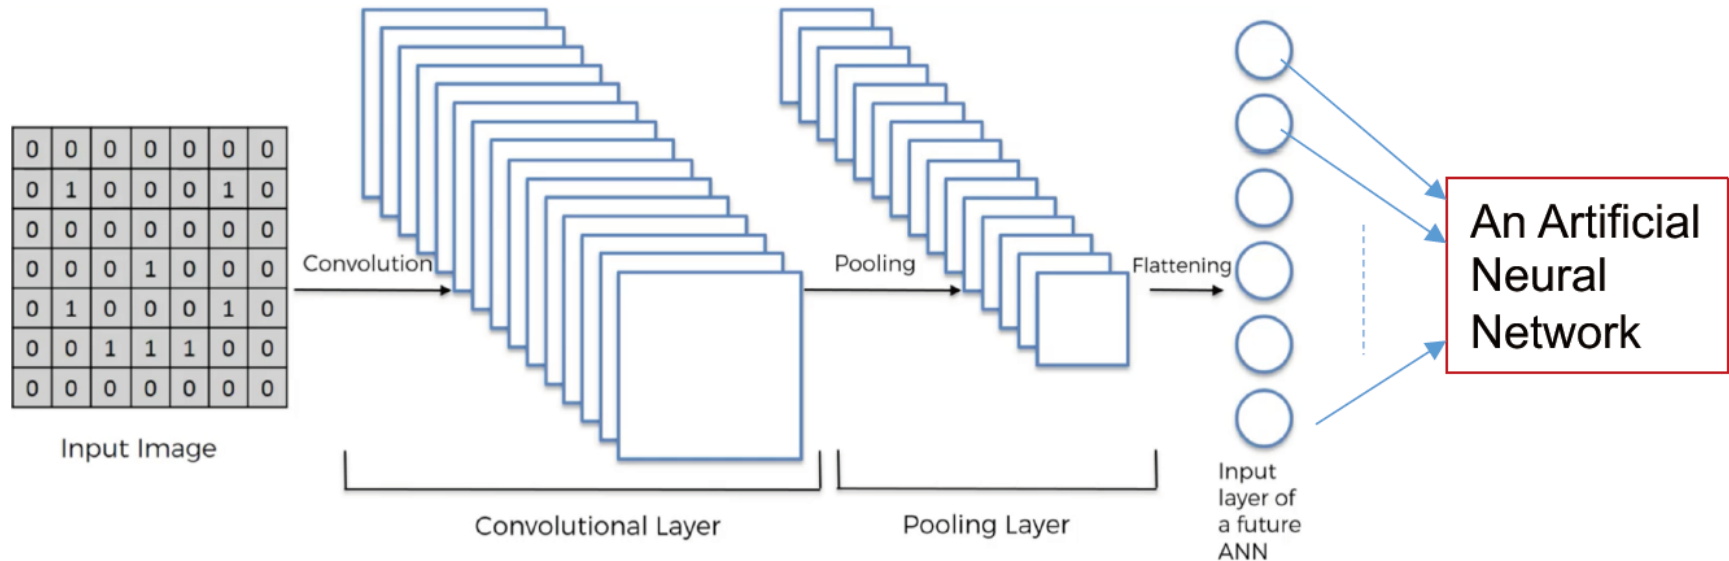 0 0 0 0 0 0 0
0 1 0 0 0 1 0
0 0 0 0 0 0 0
0 0 0 1 0 0 0
0 1 0 0 0 1 0
0 0 1 1 1 0 0
0 0 0 0 0 0 0
Input Image
Convolution
Convolutional Layer
Pooling
Pooling Layer
Flattening
Input
layer of
a future
ANN
An Artificial
Neural
Network